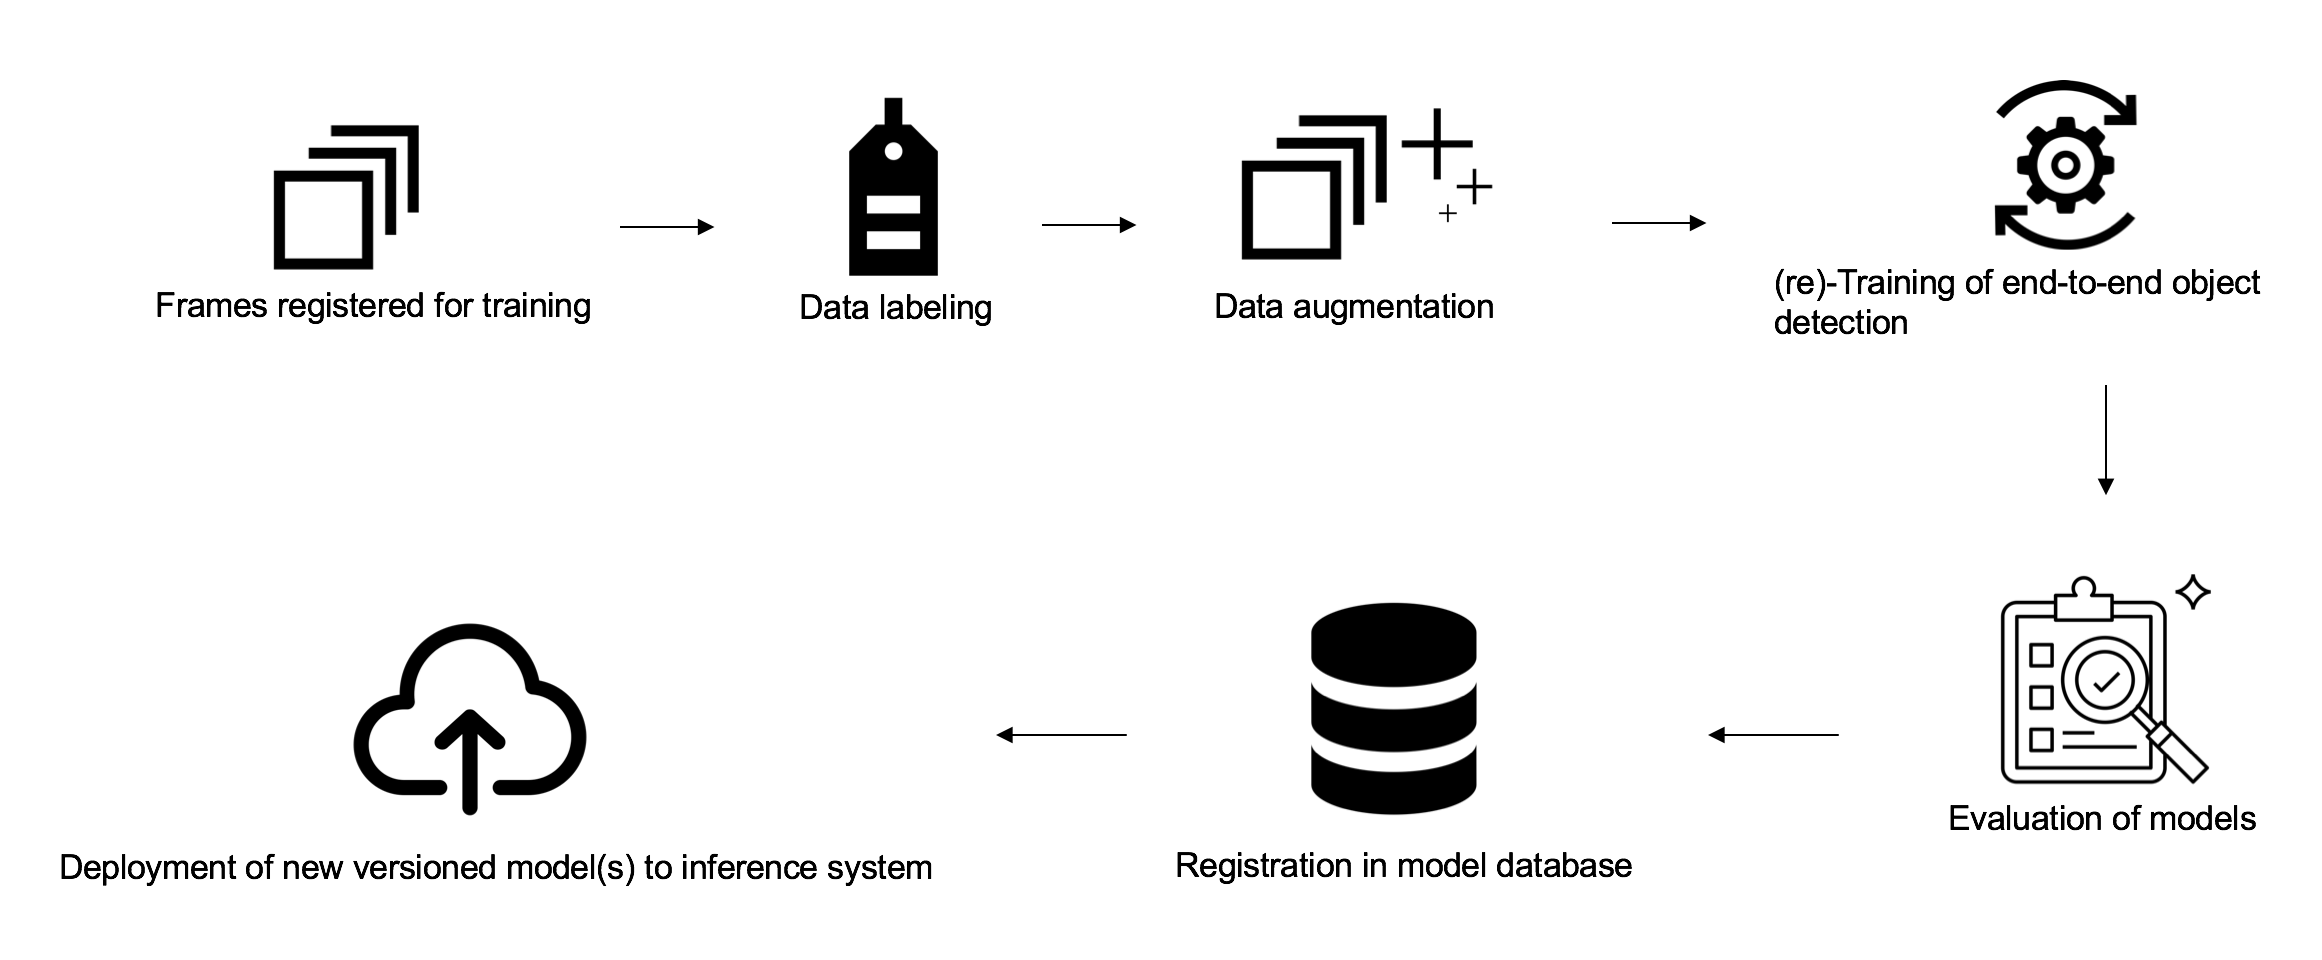 Frames registered for training
Data labeling
Data augmentation
(re)-Training of end-to-end object
detection
Evaluation of models
Registration in model database
Deployment of new versioned model(s) to inference system